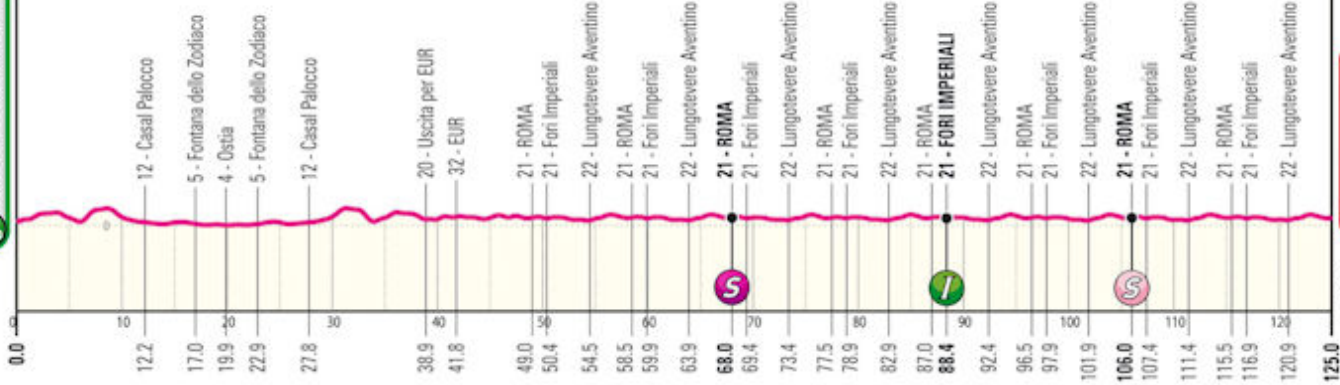 12 - Casal Palocco
5 - Fontana dello Zodiaco
4 - Ostia
5 - Fontana dello Zodiaco
12 - Casal Palocco
20 - Uscita per EUR
32 - EUR
21 - ROMA
21 - Fori Imperiali
22 - Lungotevere Aventino
21 - ROMA
21 - Fori Imperiali
22 - Lungotevere Aventino
21 - ROMA
21 - Fori Imperiali
22 - Lungotevere Aventino
21 - ROMA
21 - Fori Imperiali
22 - Lungotevere Aventino
21 - ROMA
21 - FORI IMPERIALI
22 - Lungotevere Aventino
21 - ROMA
21 - Fori Imperiali
22 - Lungotevere Aventino
21 - ROMA
21 - Fori Imperiali
22 - Lungotevere Aventino
21 - ROMA
21 - Fori Imperiali
22 - Lungotevere Aventino
0
S I S
0 10 20 30 40 50 60 70 80 90 100 110 120
0.0
12.2
17.0
19.9
22.9
27.8
38.9
41.8
49.0
50.4
54.5
58.5
59.9
63.9
68.0
69.4
73.4
77.5
78.9
82.9
87.0
88.4
92.4
96.5
97.9
101.9
106.0
107.4
111.4
115.5
116.9
120.9
125.0